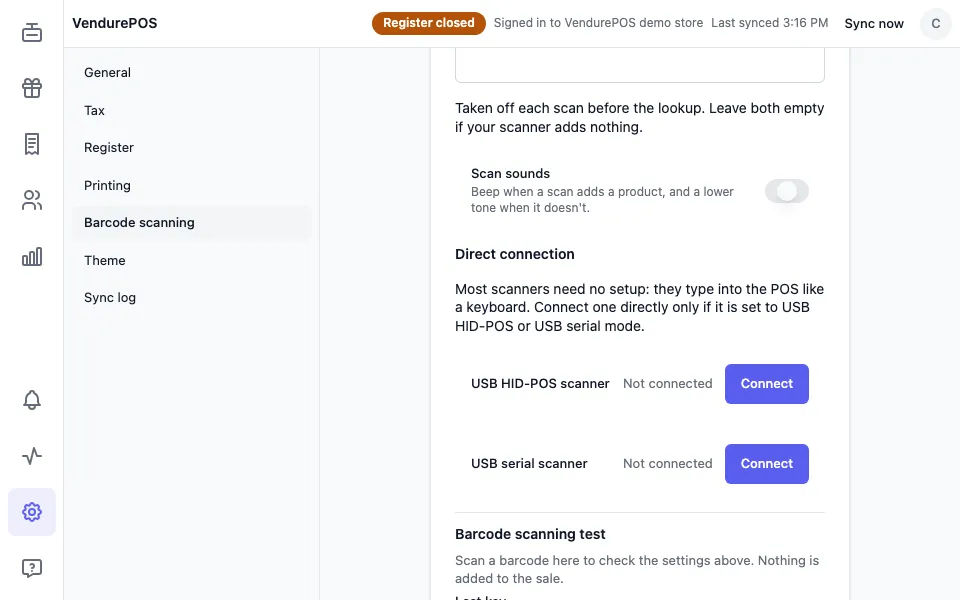 VendurePOS
Register closed
Signed in to VendurePOS demo store
Last synced 3:16 PM
Sync now
C
General
Tax
Register
Printing
Barcode scanning
Theme
Sync log
Taken off each scan before the lookup. Leave both empty
if your scanner adds nothing.
Scan sounds
Beep when a scan adds a product, and a lower
tone when it doesn't.
Direct connection
Most scanners need no setup: they type into the POS like
a keyboard. Connect one directly only if it is set to USB
HID-POS or USB serial mode.
USB HID-POS scanner
Not connected
Connect
USB serial scanner
Not connected
Connect
Barcode scanning test
Scan a barcode here to check the settings above. Nothing is
added to the sale.
Last key